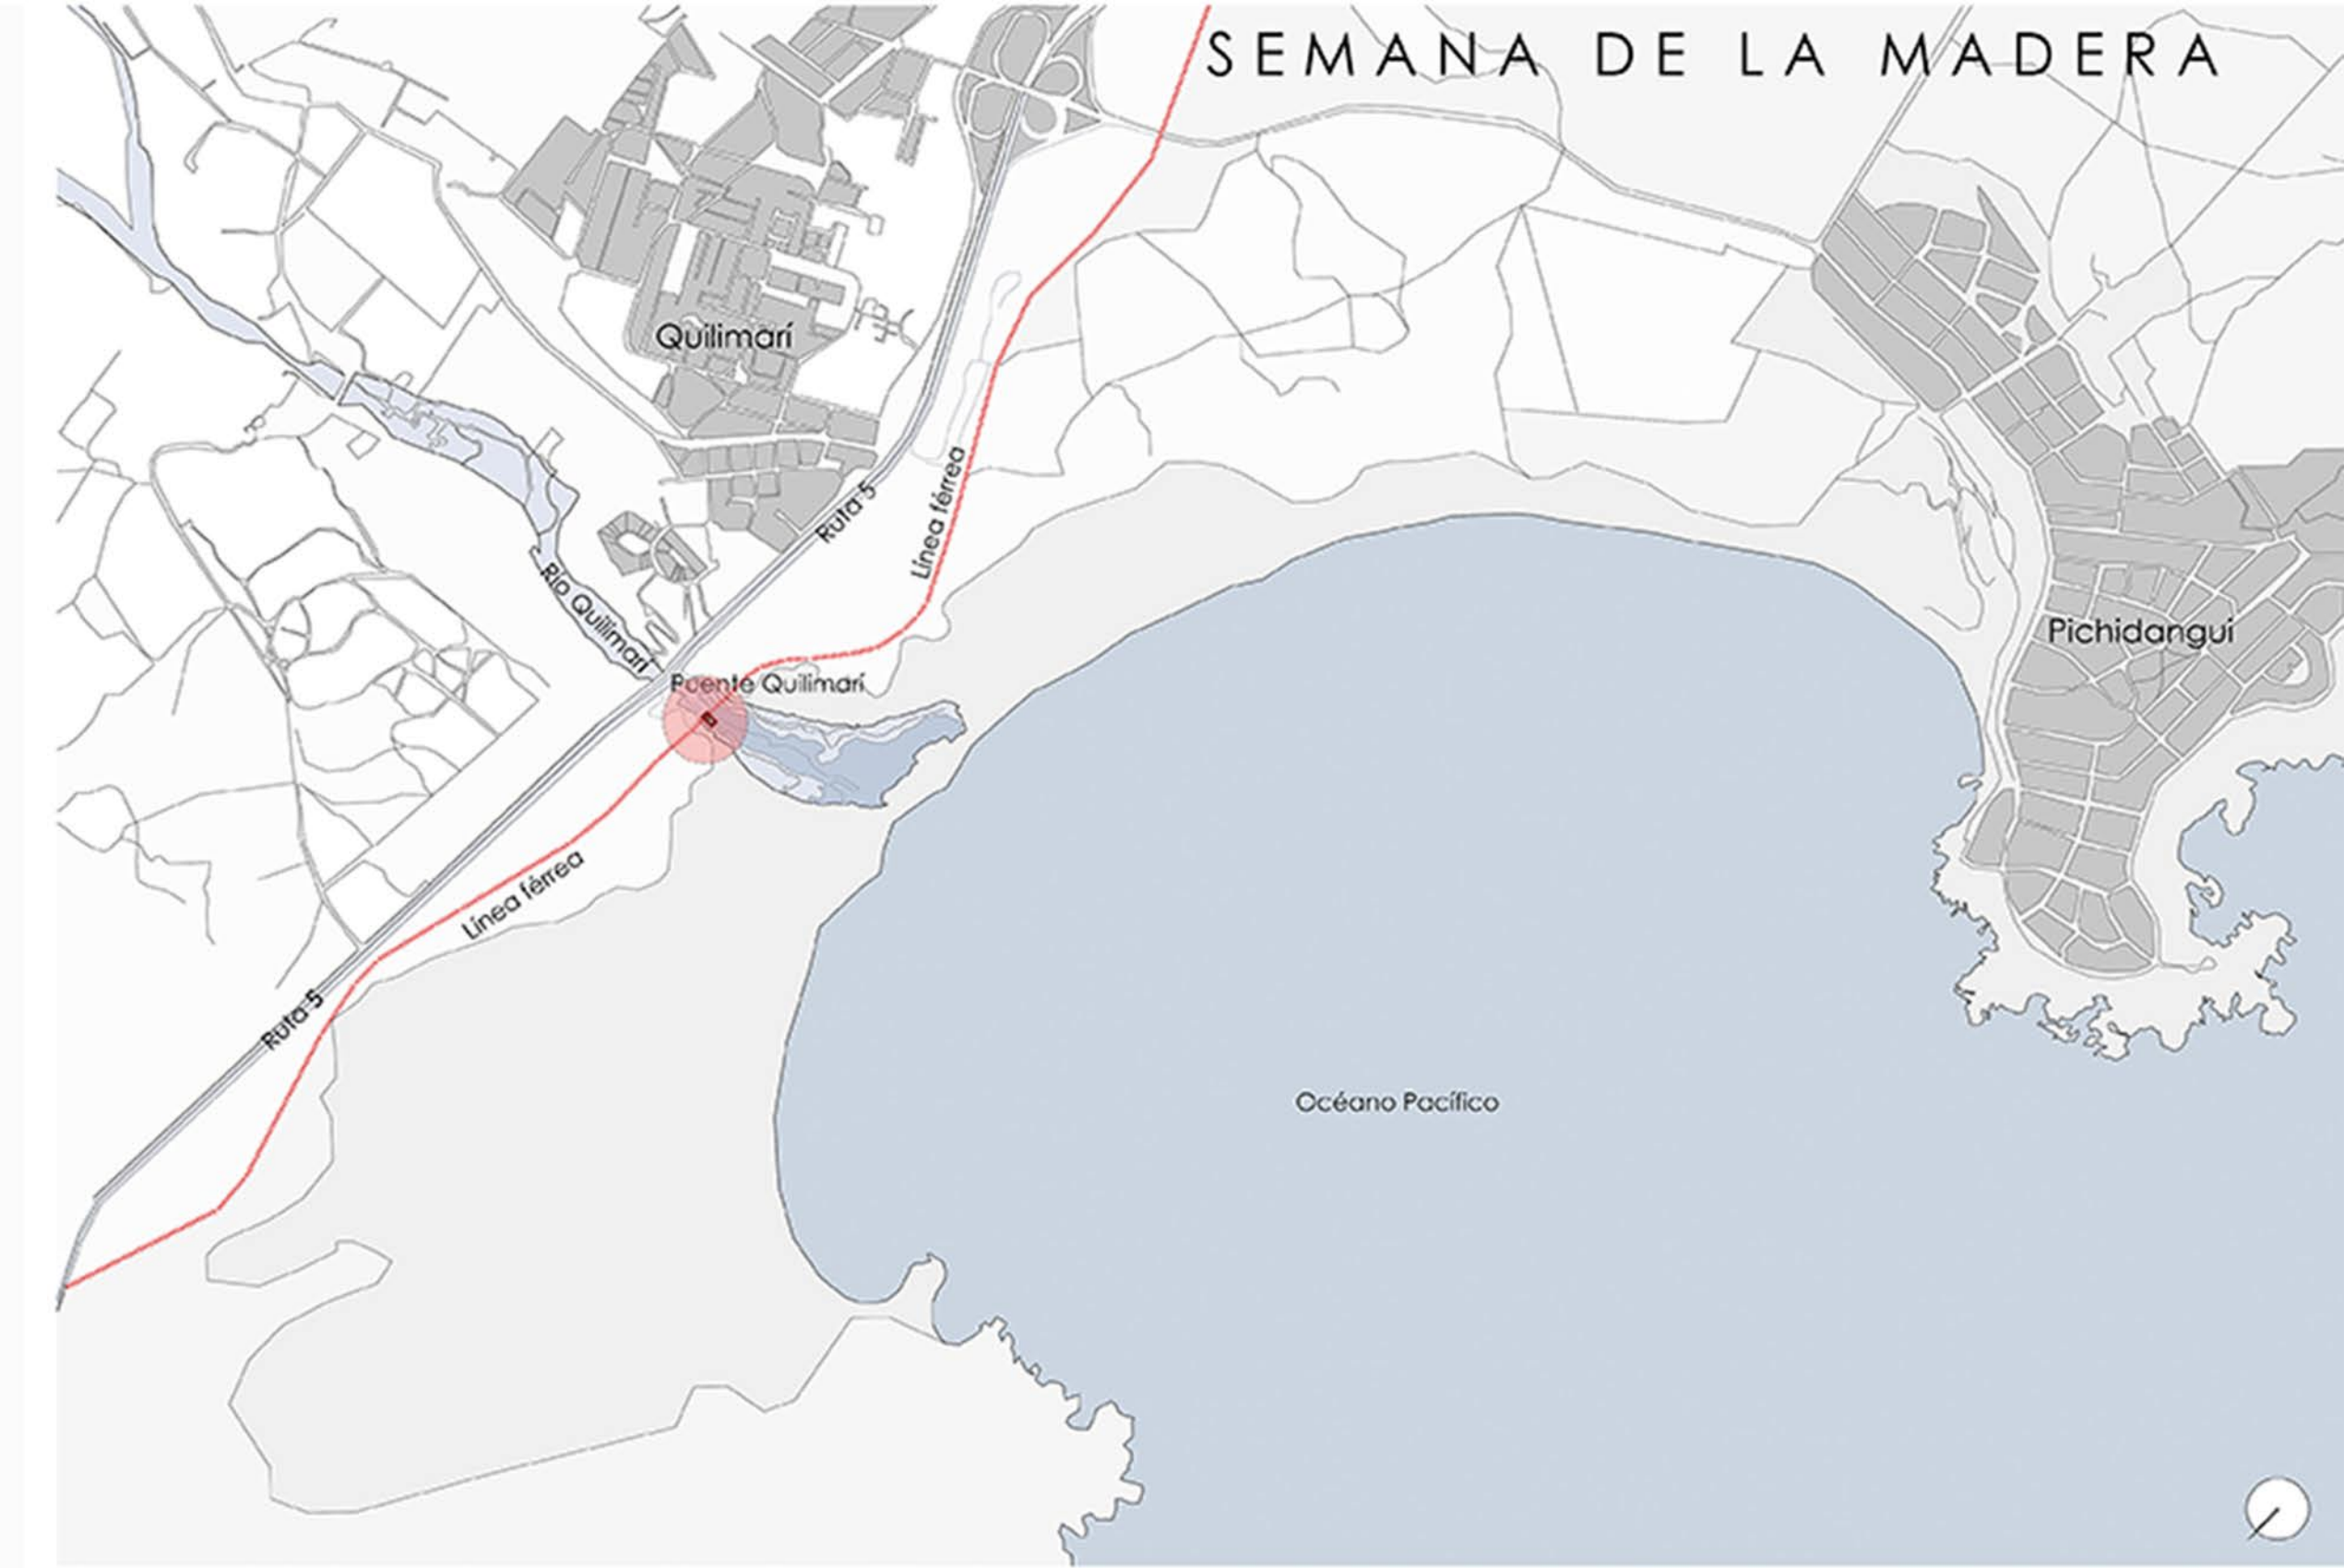 SEMANA DE LA MADERA
Quilimarí
Ruta 5
Línea férrea
Río Quilimarí
Pichidangui
Puente Quilimarí
Línea férrea
Ruta 5
Océano Pacífico